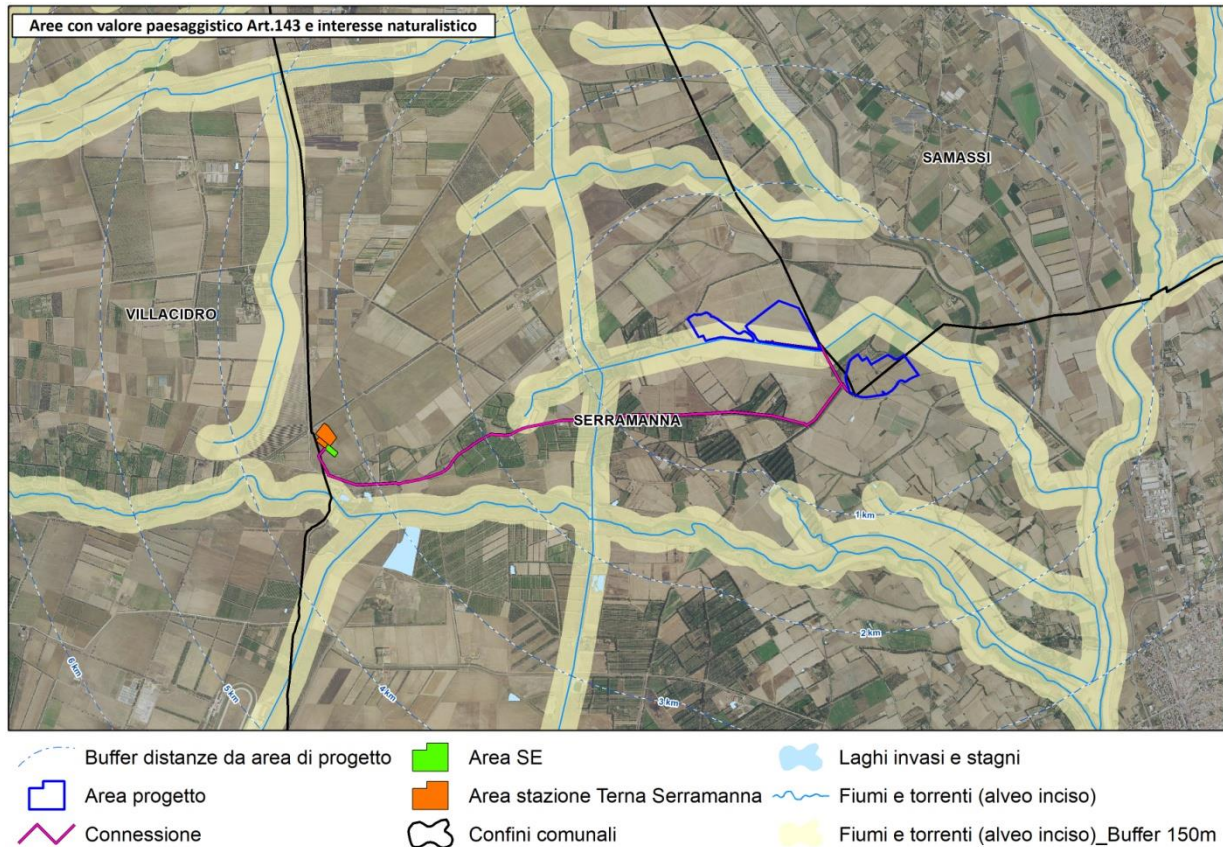 Aree con valore paesaggistico Art.143 e interesse naturalistico
SAMASSI
VILLACIDRO
SERRAMANNA
1 km
2 km
3 km
4 km
5 km
6 km
Buffer distanze da area di progetto
Area SE
Laghi invasi e stagni
Area progetto
Area stazione Terna Serramanna
Fiumi e torrenti (alveo inciso)
Connessione
Confini comunali
Fiumi e torrenti (alveo inciso)_Buffer 150m